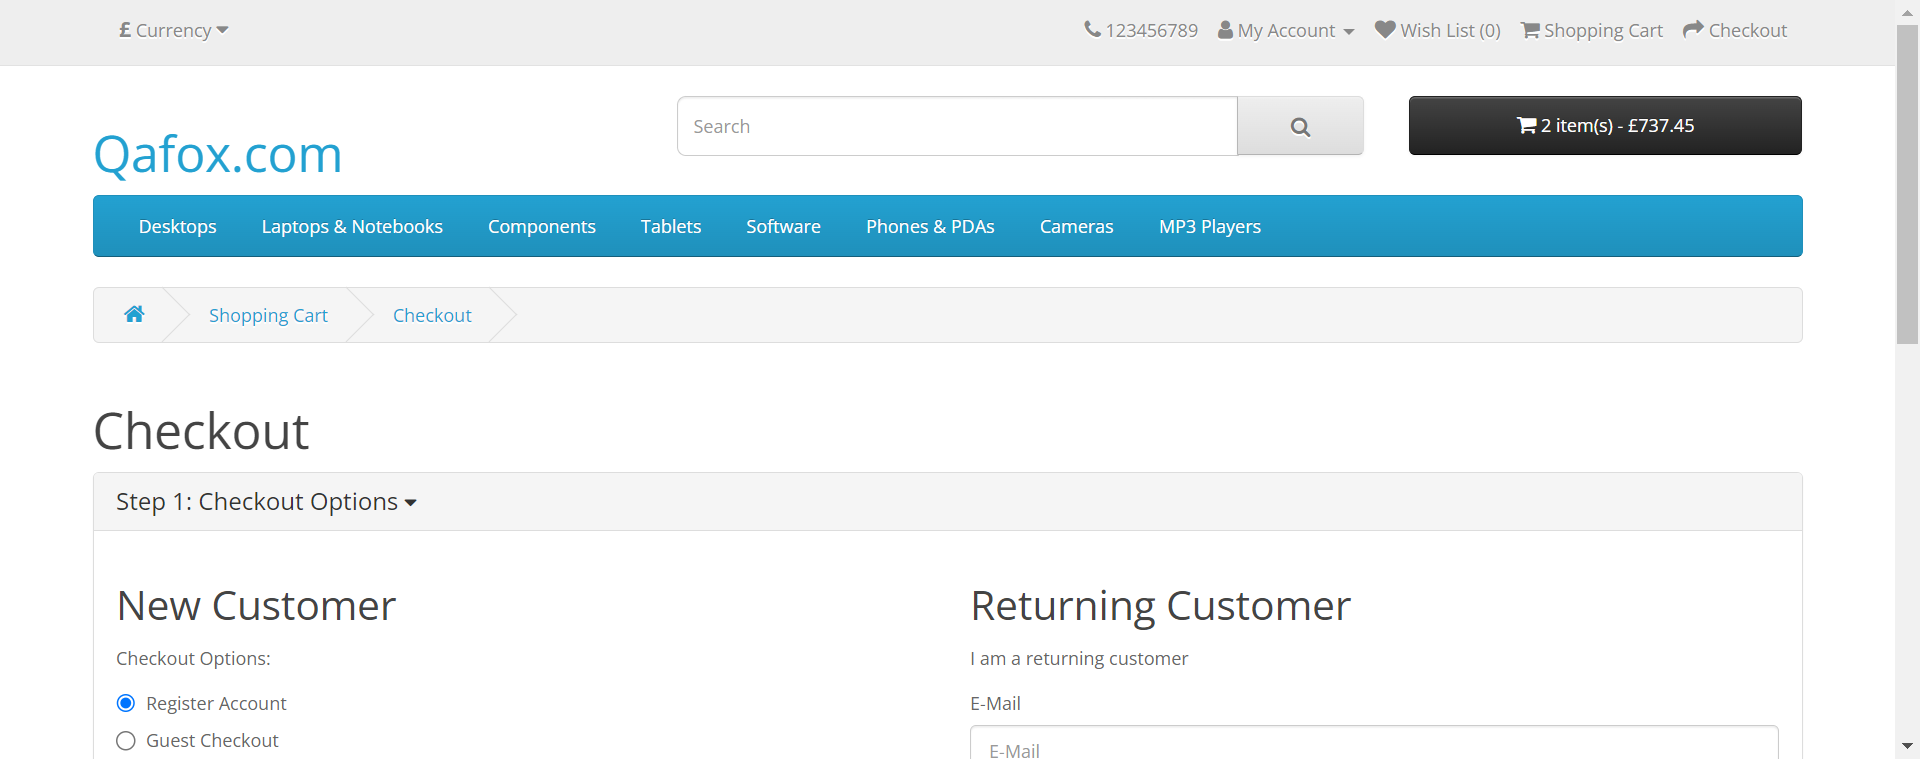 £ Currency
123456789 My Account Wish List (0) Shopping Cart Checkout
Search
2 item(s) - £737.45
Qafox.com
Desktops Laptops & Notebooks Components Tablets Software Phones & PDAs Cameras MP3 Players
Shopping Cart Checkout
Checkout
Step 1: Checkout Options
New Customer
Checkout Options:
Register Account
Guest Checkout
Returning Customer
I am a returning customer
E-Mail
E-Mail